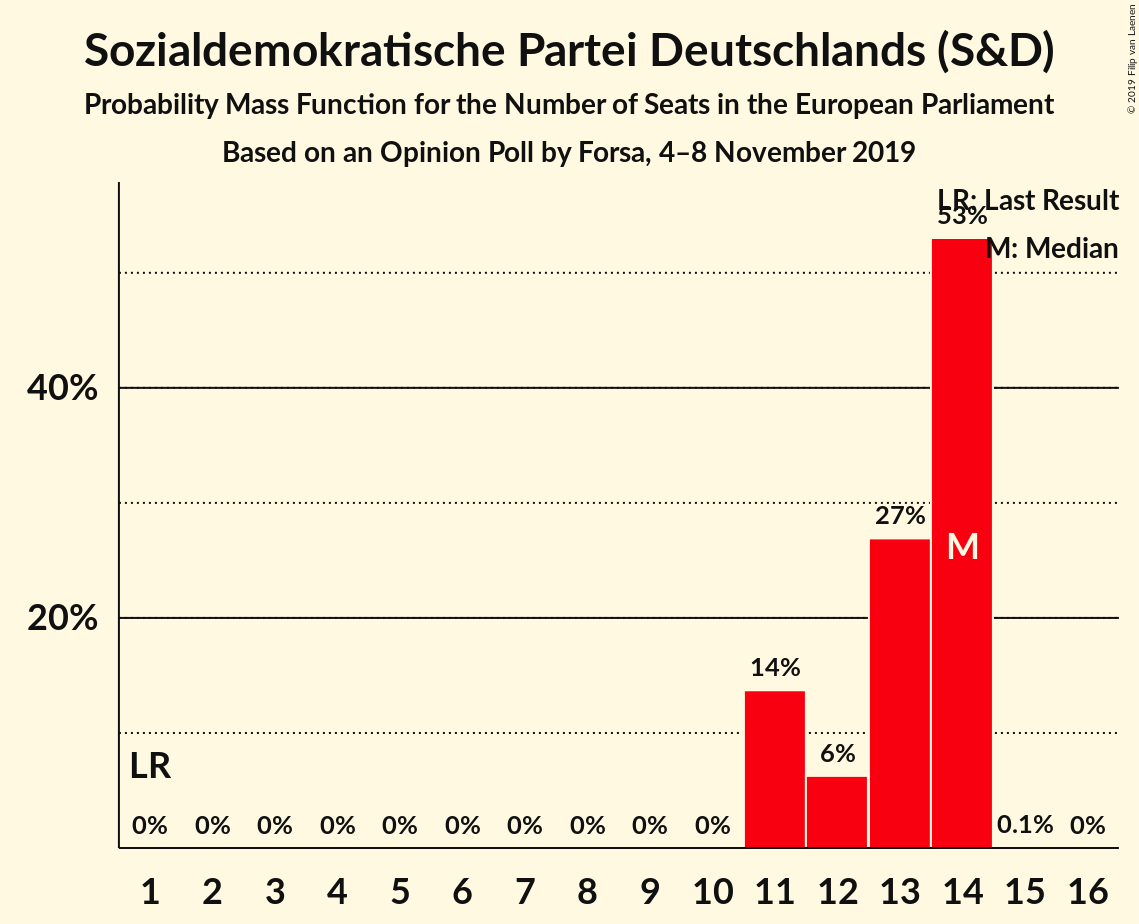 Sozialdemokratische Partei Deutschlands (S&D)
Probability Mass Function for the Number of Seats in the European Parliament
Based on an Opinion Poll by Forsa, 4–8 November 2019
© 2019 Filip van Laenen
LR: Last Result
53%
M: Median
40%
27%
M
20%
14%
6%
LR
0% 0% 0% 0% 0% 0% 0% 0% 0% 0% 0.1% 0%
1 2 3 4 5 6 7 8 9 10 11 12 13 14 15 16